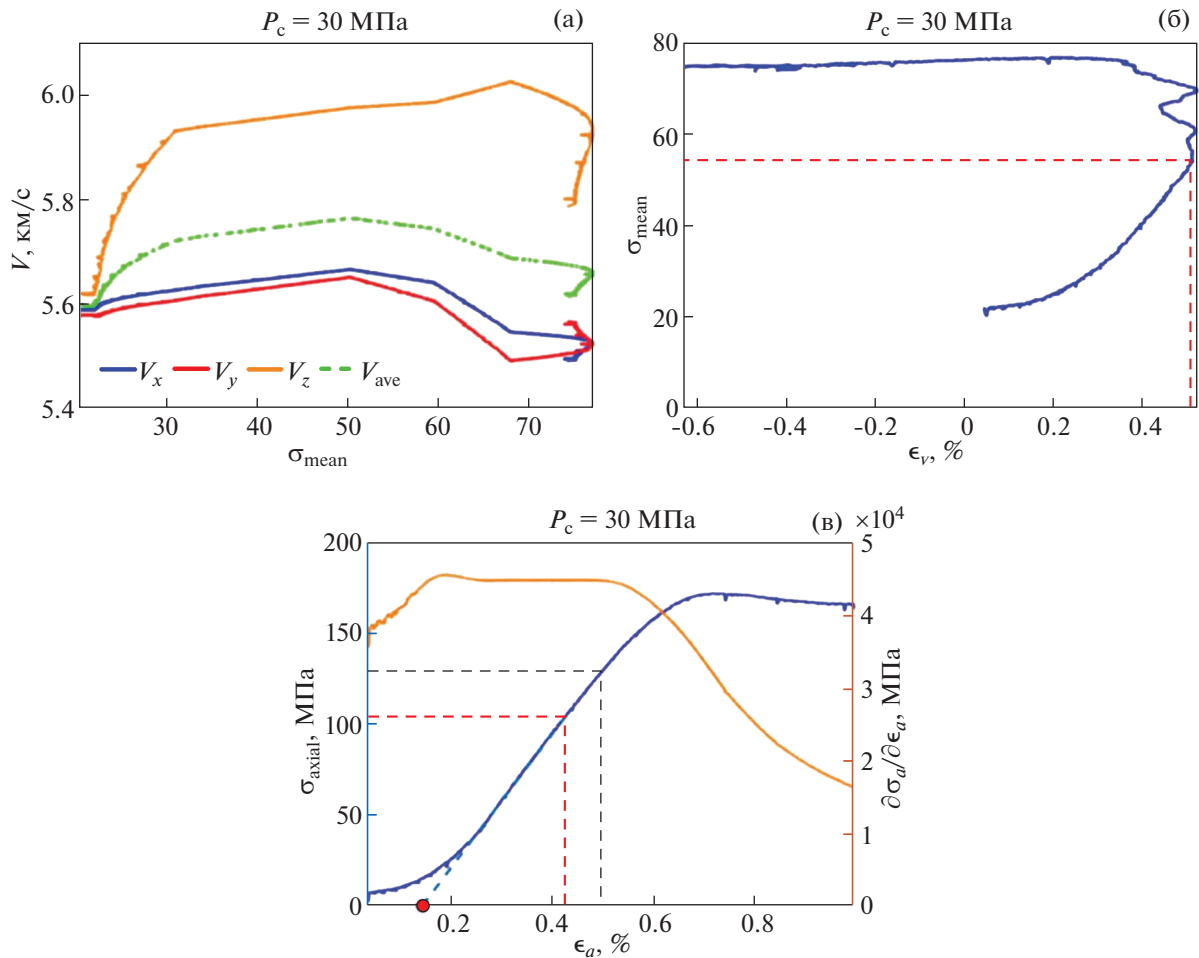 P_c = 30 МПа
(а)
V, км/с
6.0
5.8
5.6
5.4
V_x V_y V_z V_ave
30 40 50 60 70
σ_mean
P_c = 30 МПа
(б)
σ_mean
80
60
40
20
0
-0.6 -0.4 -0.2 0 0.2 0.4
ϵ_v, %
P_c = 30 МПа
(в) ×10⁴
σ_axial, МПа
200
150
100
50
0
5
4
3
2
1
0
∂σ_a/∂ϵ_a, МПа
0.2 0.4 0.6 0.8
ϵ_a, %